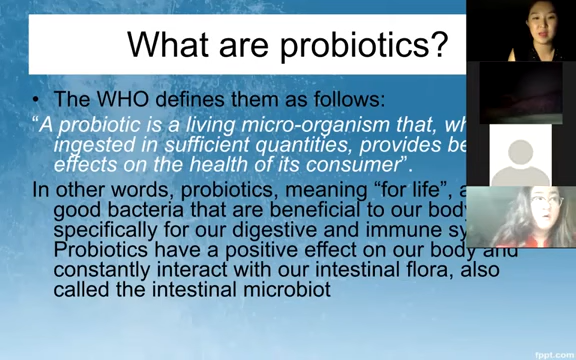 What are probiotics?
• The WHO defines them as follows:
“A probiotic is a living micro-organism that,
ingested in sufficient quantities, provides
effects on the health of its consumer”.
In other words, probiotics, meaning “for life”,
good bacteria that are beneficial to our body
specifically for our digestive and immune
Probiotics have a positive effect on our body and
constantly interact with our intestinal flora, also
called the intestinal microbiot
fppt.com